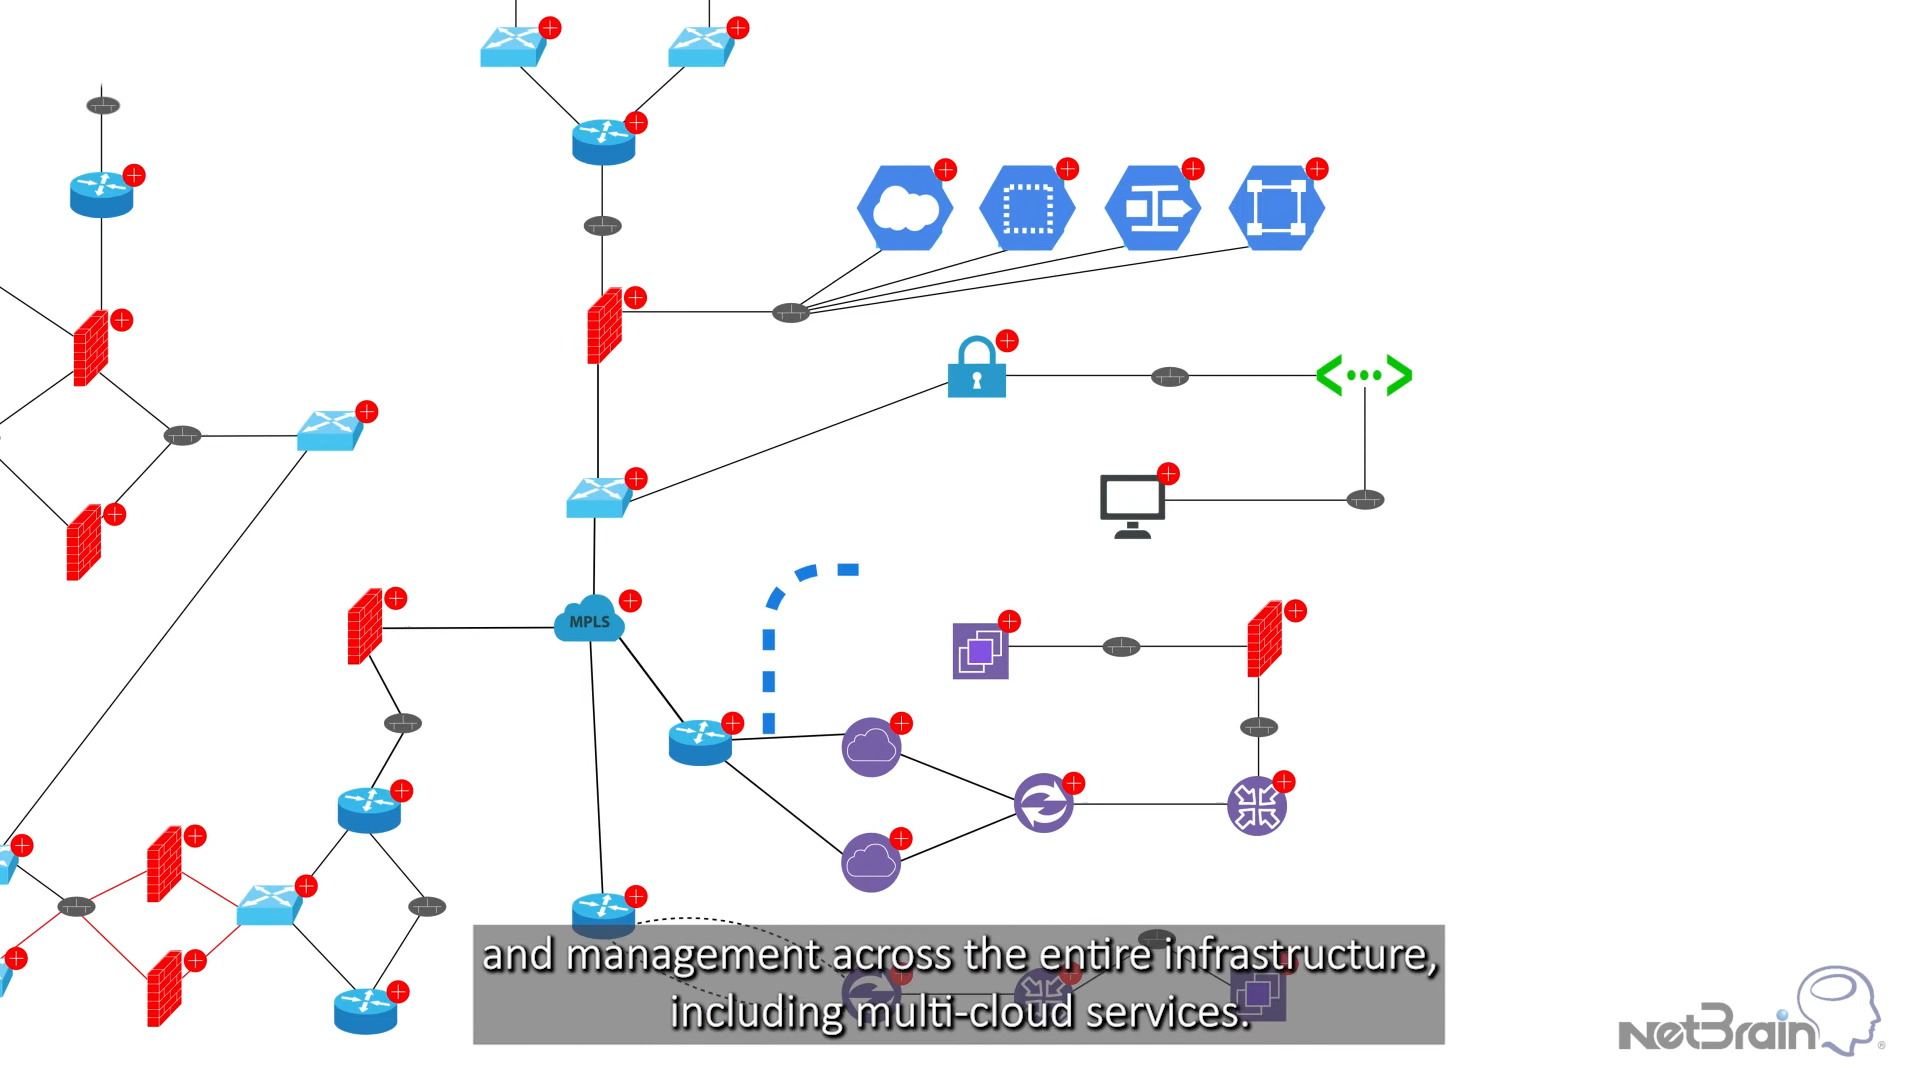 MPLS
and management across the entire infrastructure,
including multi-cloud services.
NetBrain®